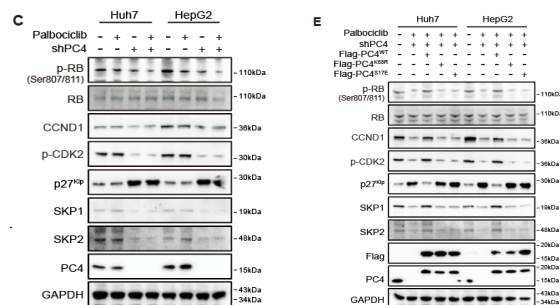 C
Huh7 HepG2
Palbociclib - + - + - + - +
shPC4 - - + + - - + +
p-RB
(Ser807/811)
-110kDa
RB
-110kDa
CCND1
-36kDa
p-CDK2
-30kDa
p27Kip
-30kDa
SKP1
-19kDa
SKP2
-48kDa
PC4
-15kDa
GAPDH
-43kDa
-34kDa
E
Huh7 HepG2
Palbociclib - + + + + - + + + +
shPC4 - + + + + - + + + +
Flag-PC4WT - - + - - - - + - -
Flag-PC4K68R - - - + - - - - + -
Flag-PC4S17E - - - - + - - - - +
p-RB
(Ser807/811)
-110kDa
RB
-110kDa
CCND1
-36kDa
p-CDK2
-36kDa
p27Kip
-30kDa
SKP1
-19kDa
SKP2
-48kDa
Flag
-20kDa
-15kDa
PC4
-20kDa
-15kDa
GAPDH
-43kDa
-34kDa